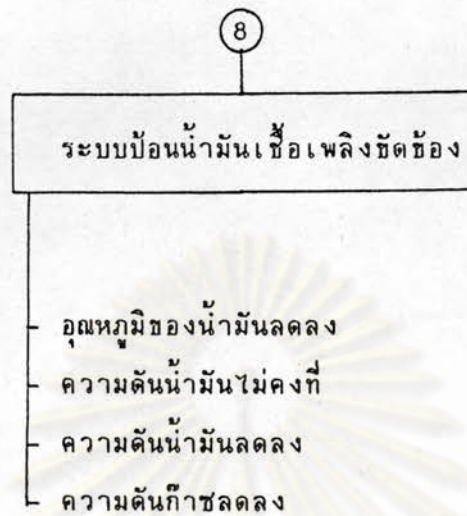 8
ระบบป้อนน้ำมันเชื้อเพลิงขัดข้อง
อุณหภูมิของน้ำมันลดลง
ความดันน้ำมันไม่คงที่
ความดันน้ำมันลดลง
ความดันก๊าซลดลง